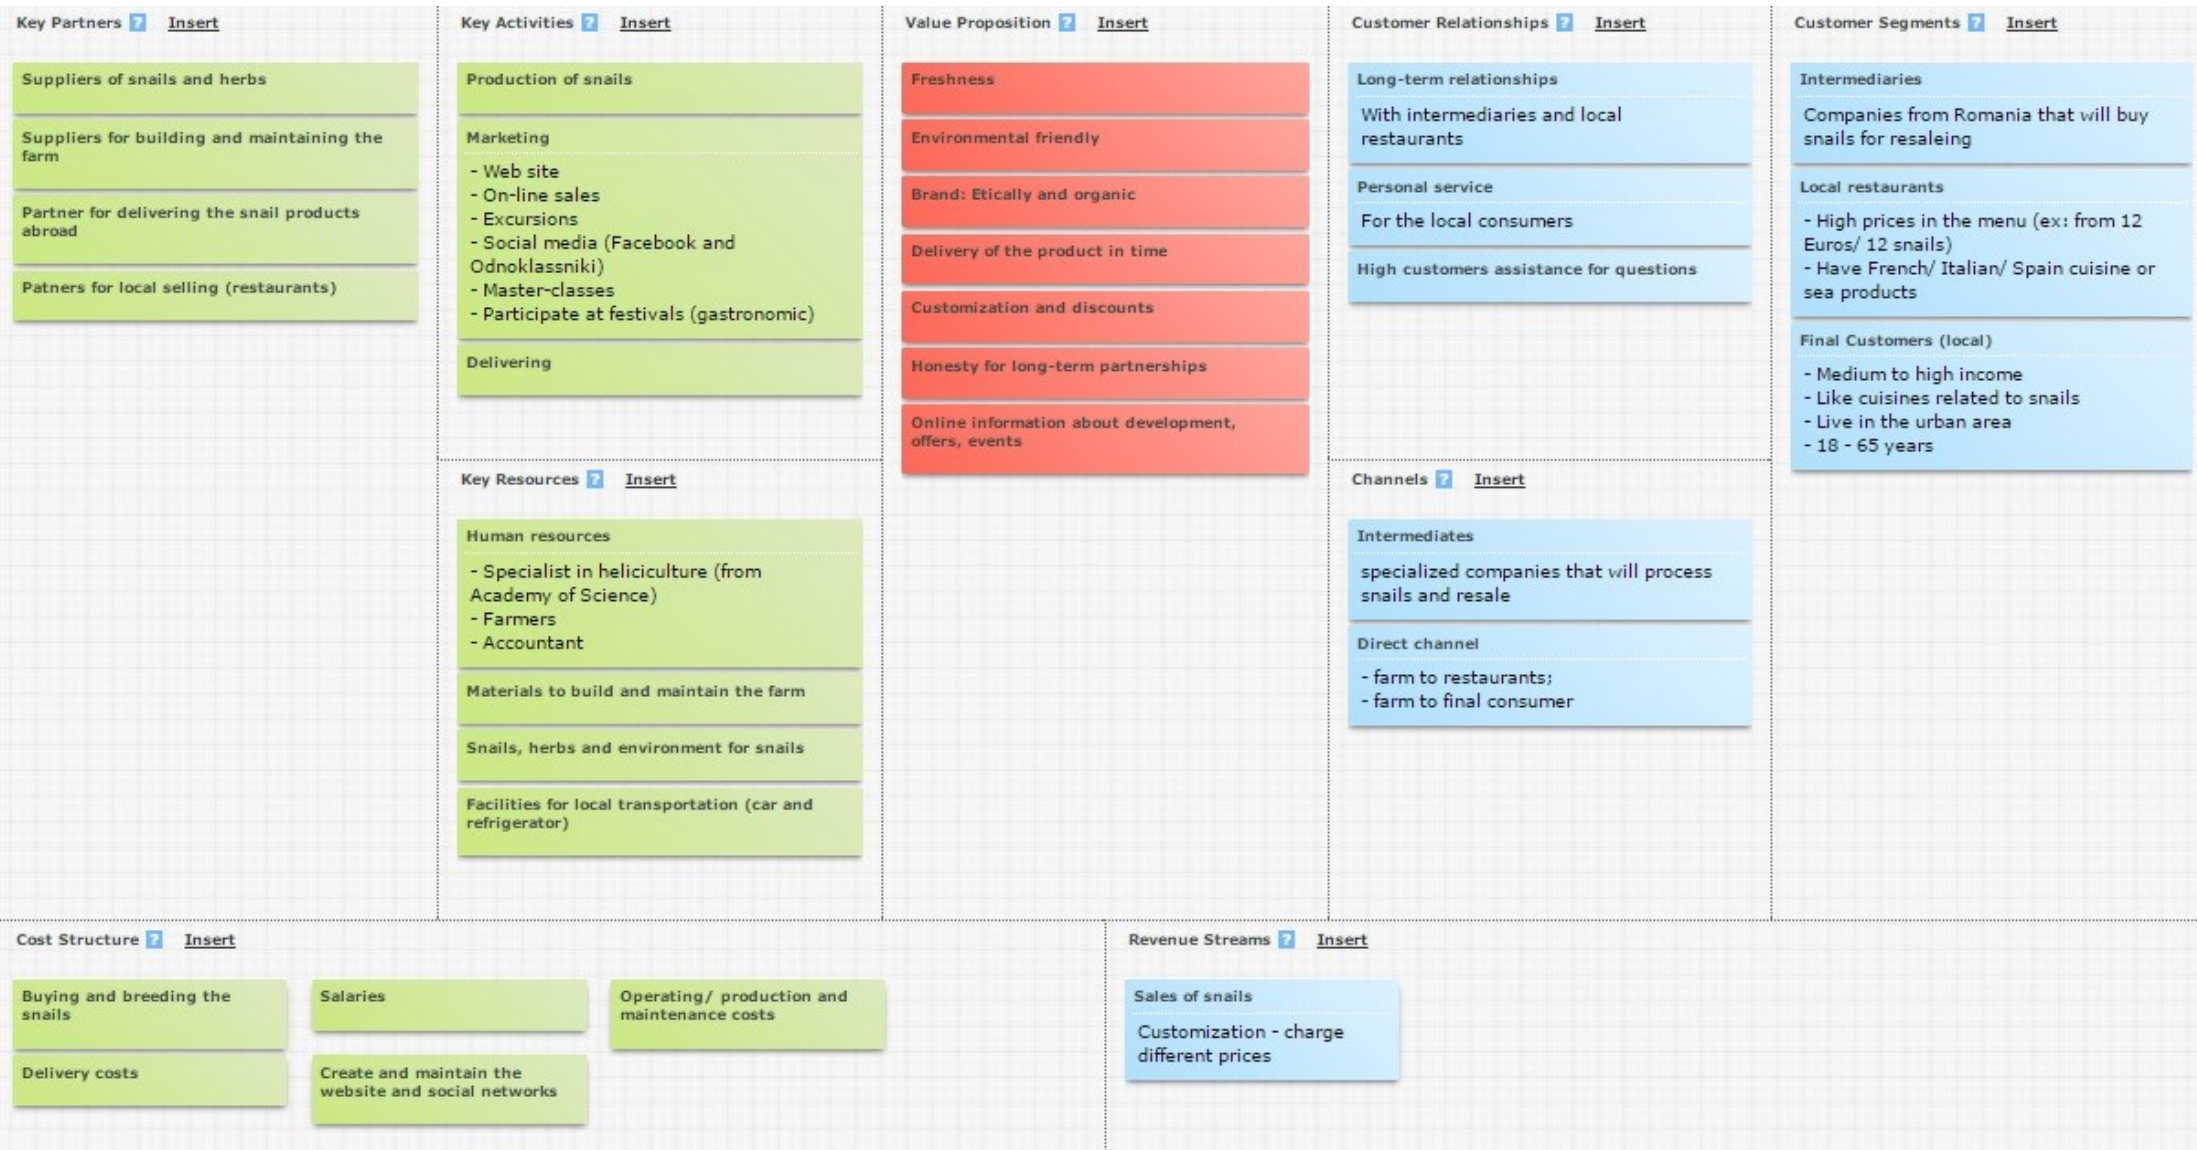 Key Partners ? Insert
Suppliers of snails and herbs
Suppliers for building and maintaining the
farm
Partner for delivering the snail products
abroad
Patners for local selling (restaurants)
Key Activities ? Insert
Production of snails
Marketing
- Web site
- On-line sales
- Excursions
- Social media (Facebook and
Odnoklassniki)
- Master-classes
- Participate at festivals (gastronomic)
Delivering
Key Resources ? Insert
Human resources
- Specialist in heliciculture (from
Academy of Science)
- Farmers
- Accountant
Materials to build and maintain the farm
Snails, herbs and environment for snails
Facilities for local transportation (car and
refrigerator)
Value Proposition ? Insert
Freshness
Environmental friendly
Brand: Etically and organic
Delivery of the product in time
Customization and discounts
Honesty for long-term partnerships
Online information about development,
offers, events
Customer Relationships ? Insert
Long-term relationships
With intermediaries and local
restaurants
Personal service
For the local consumers
High customers assistance for questions
Channels ? Insert
Intermediates
specialized companies that will process
snails and resale
Direct channel
- farm to restaurants;
- farm to final consumer
Customer Segments ? Insert
Intermediaries
Companies from Romania that will buy
snails for resaleing
Local restaurants
- High prices in the menu (ex: from 12
Euros/ 12 snails)
- Have French/ Italian/ Spain cuisine or
sea products
Final Customers (local)
- Medium to high income
- Like cuisines related to snails
- Live in the urban area
- 18 - 65 years
Cost Structure ? Insert
Buying and breeding the
snails
Salaries
Operating/ production and
maintenance costs
Delivery costs
Create and maintain the
website and social networks
Revenue Streams ? Insert
Sales of snails
Customization - charge
different prices